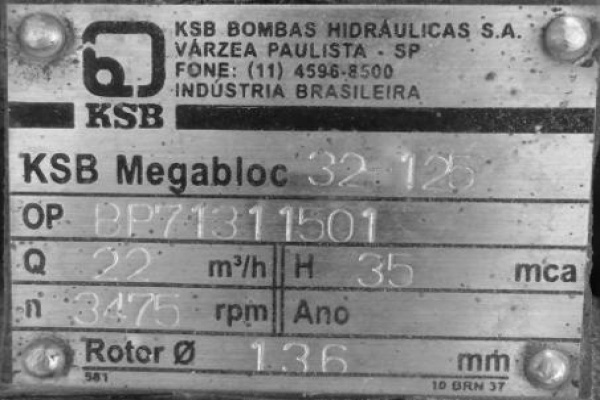 KSB BOMBAS HIDRÁULICAS S.A.
VÁRZEA PAULISTA - SP
FONE: (11) 4596-8500
INDÚSTRIA BRASILEIRA
KSB
KSB Megabloc 32-125
OP BP71311501
Q 22 m³/h H 35 mca
n 3475 rpm Ano
Rotor Ø 136 mm
581 10 BRN 37